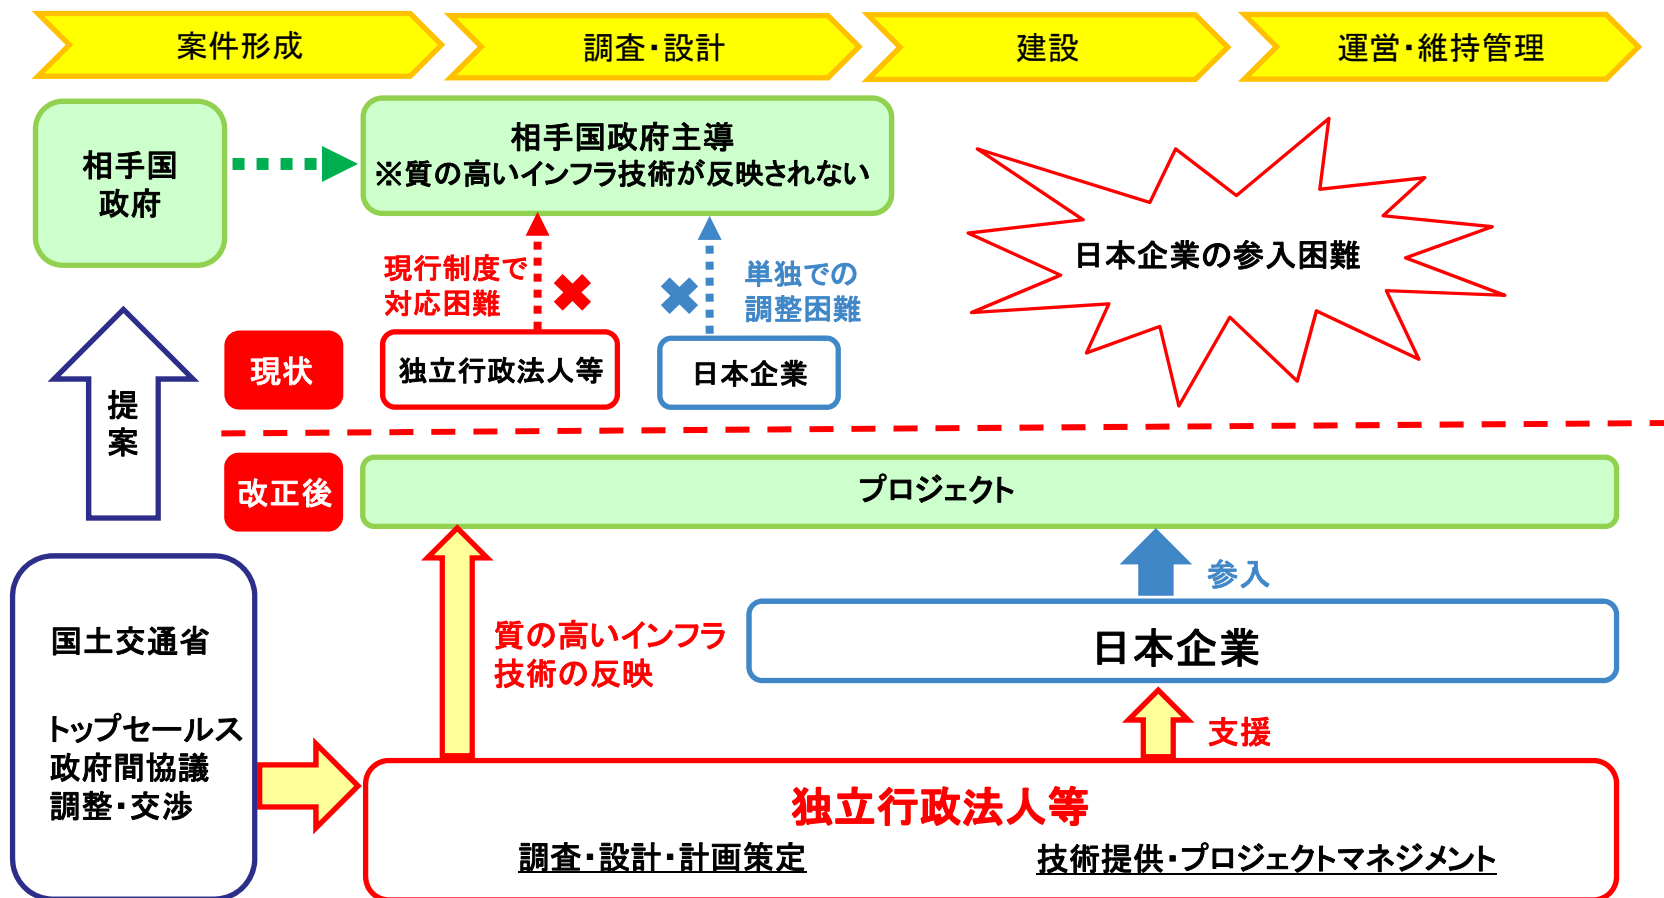 案件形成
調査・設計
建設
運営・維持管理
相手国
政府
相手国政府主導
※質の高いインフラ技術が反映されない
日本企業の参入困難
現行制度で
対応困難
単独での
調整困難
現状
独立行政法人等
日本企業
提
案
改正後
プロジェクト
参入
国土交通省
トップセールス
政府間協議
調整・交渉
質の高いインフラ
技術の反映
日本企業
支援
独立行政法人等
調査・設計・計画策定
技術提供・プロジェクトマネジメント